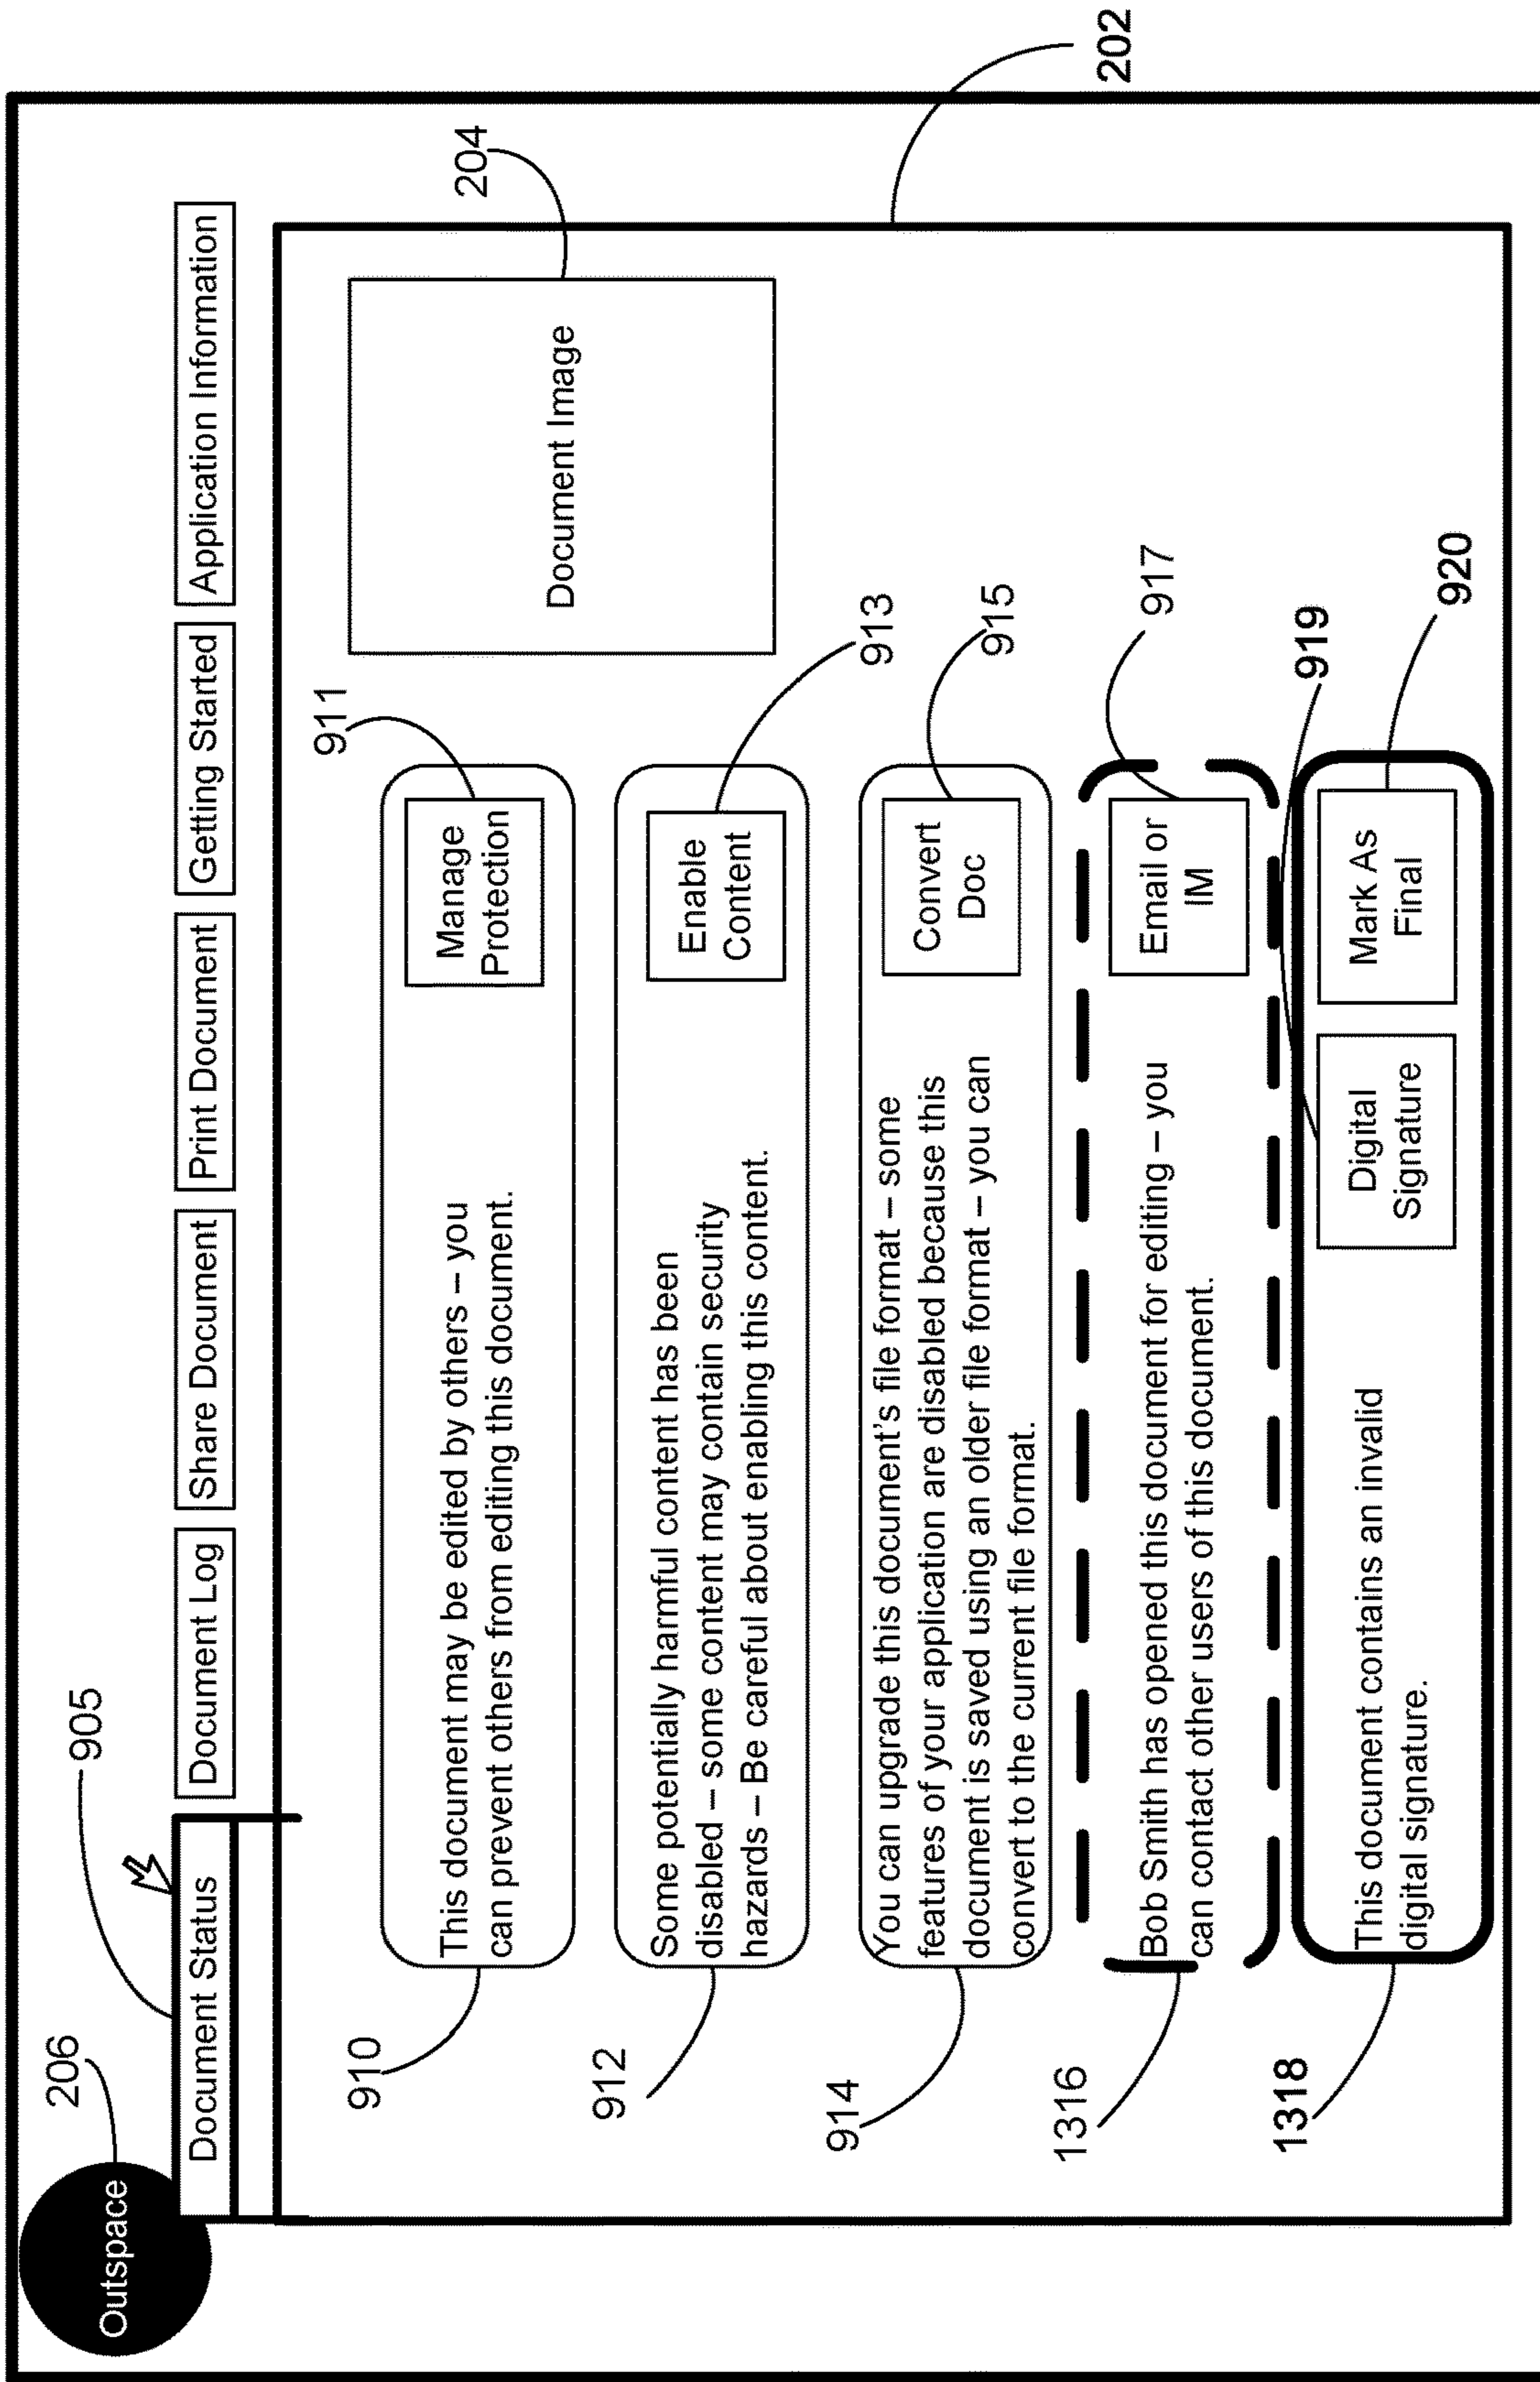 Outspace
206
905
Document Status
Document Log
Share Document
Print Document
Getting Started
Application Information
202
204
Document Image
910
This document may be edited by others – you
can prevent others from editing this document.
Manage
Protection
911
912
Some potentially harmful content has been
disabled – some content may contain security
hazards – Be careful about enabling this content.
Enable
Content
913
914
You can upgrade this document's file format – some
features of your application are disabled because this
document is saved using an older file format – you can
convert to the current file format.
Convert
Doc
915
1316
Bob Smith has opened this document for editing – you
can contact other users of this document.
Email or
IM
917
1318
This document contains an invalid
digital signature.
Digital
Signature
919
Mark As
Final
920